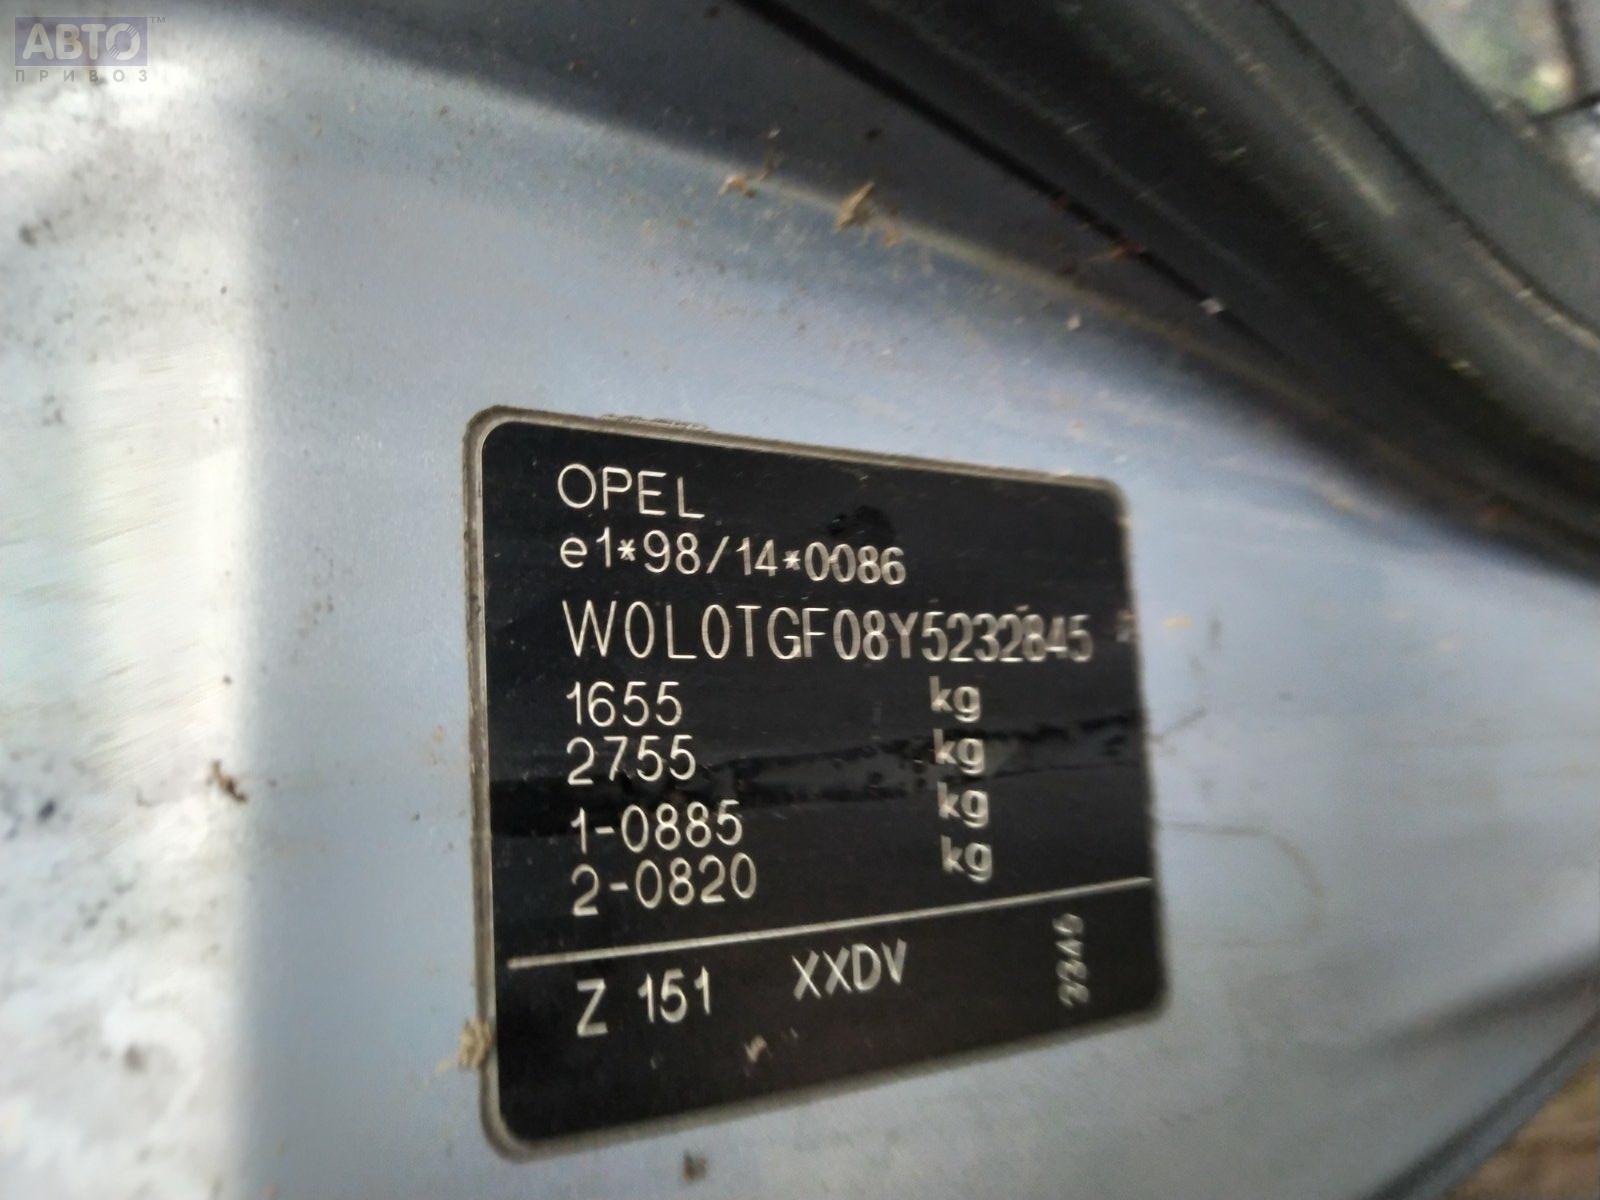 АВТО™
ПРИВОЗ
OPEL
e1*98/14*0086
W0L0TGF08Y5232845
1655 kg
2755 kg
1-0885 kg
2-0820 kg
Z 151 XXDV